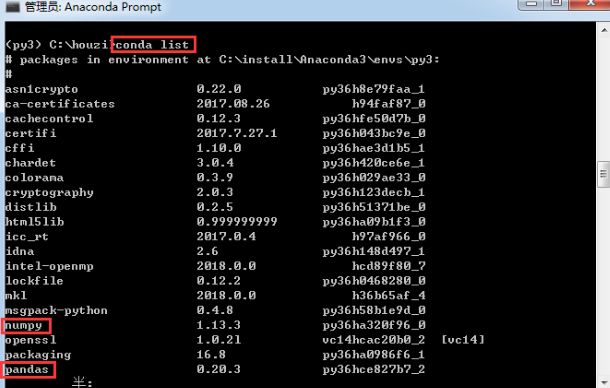 管理员: Anaconda Prompt
(py3) C:\houzi>conda list
# packages in environment at C:\install\Anaconda3\envs\py3:
#
asn1crypto 0.22.0 py36h8e79faa_1
ca-certificates 2017.08.26 h94faf87_0
cachecontrol 0.12.3 py36hfe50d7b_0
certifi 2017.7.27.1 py36h043bc9e_0
cffi 1.10.0 py36hae3d1b5_1
chardet 3.0.4 py36h420ce6e_1
colorama 0.3.9 py36h029ae33_0
cryptography 2.0.3 py36h123decb_1
distlib 0.2.5 py36h51371be_0
html5lib 0.999999999 py36ha09b1f3_0
icc_rt 2017.0.4 h97af966_0
idna 2.6 py36h148d497_1
intel-openmp 2018.0.0 hcd89f80_7
lockfile 0.12.2 py36h0468280_0
mkl 2018.0.0 h36b65af_4
msgpack-python 0.4.8 py36h58b1e9d_0
numpy 1.13.3 py36ha320f96_0
openssl 1.0.2l vc14hcac20b0_2 [vc14]
packaging 16.8 py36ha0986f6_1
pandas 0.20.3 py36hce827b7_2
半: